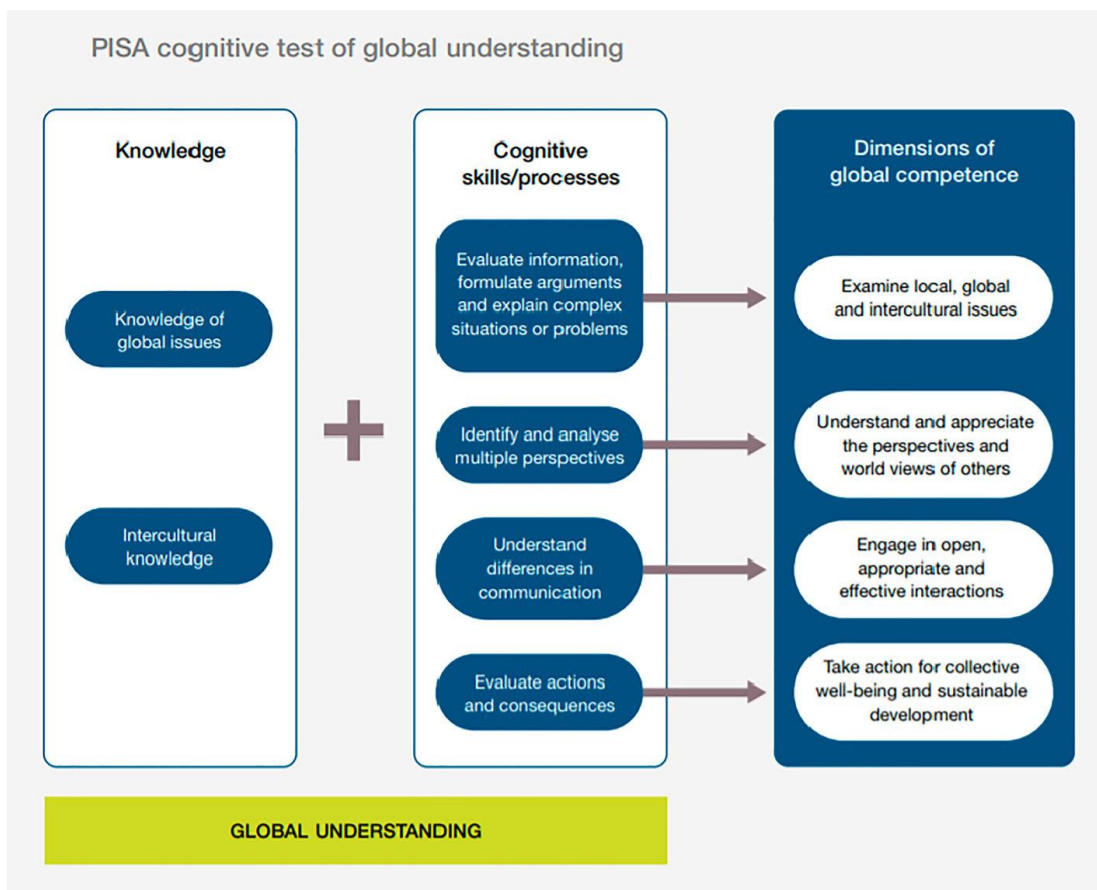 PISA cognitive test of global understanding
Knowledge
Knowledge of
global issues
Intercultural
knowledge
+
Cognitive
skills/processes
Evaluate information,
formulate arguments
and explain complex
situations or problems
Identify and analyse
multiple perspectives
Understand
differences in
communication
Evaluate actions
and consequences
Dimensions of
global competence
Examine local, global
and intercultural issues
Understand and appreciate
the perspectives and
world views of others
Engage in open,
appropriate and
effective interactions
Take action for collective
well-being and sustainable
development
GLOBAL UNDERSTANDING